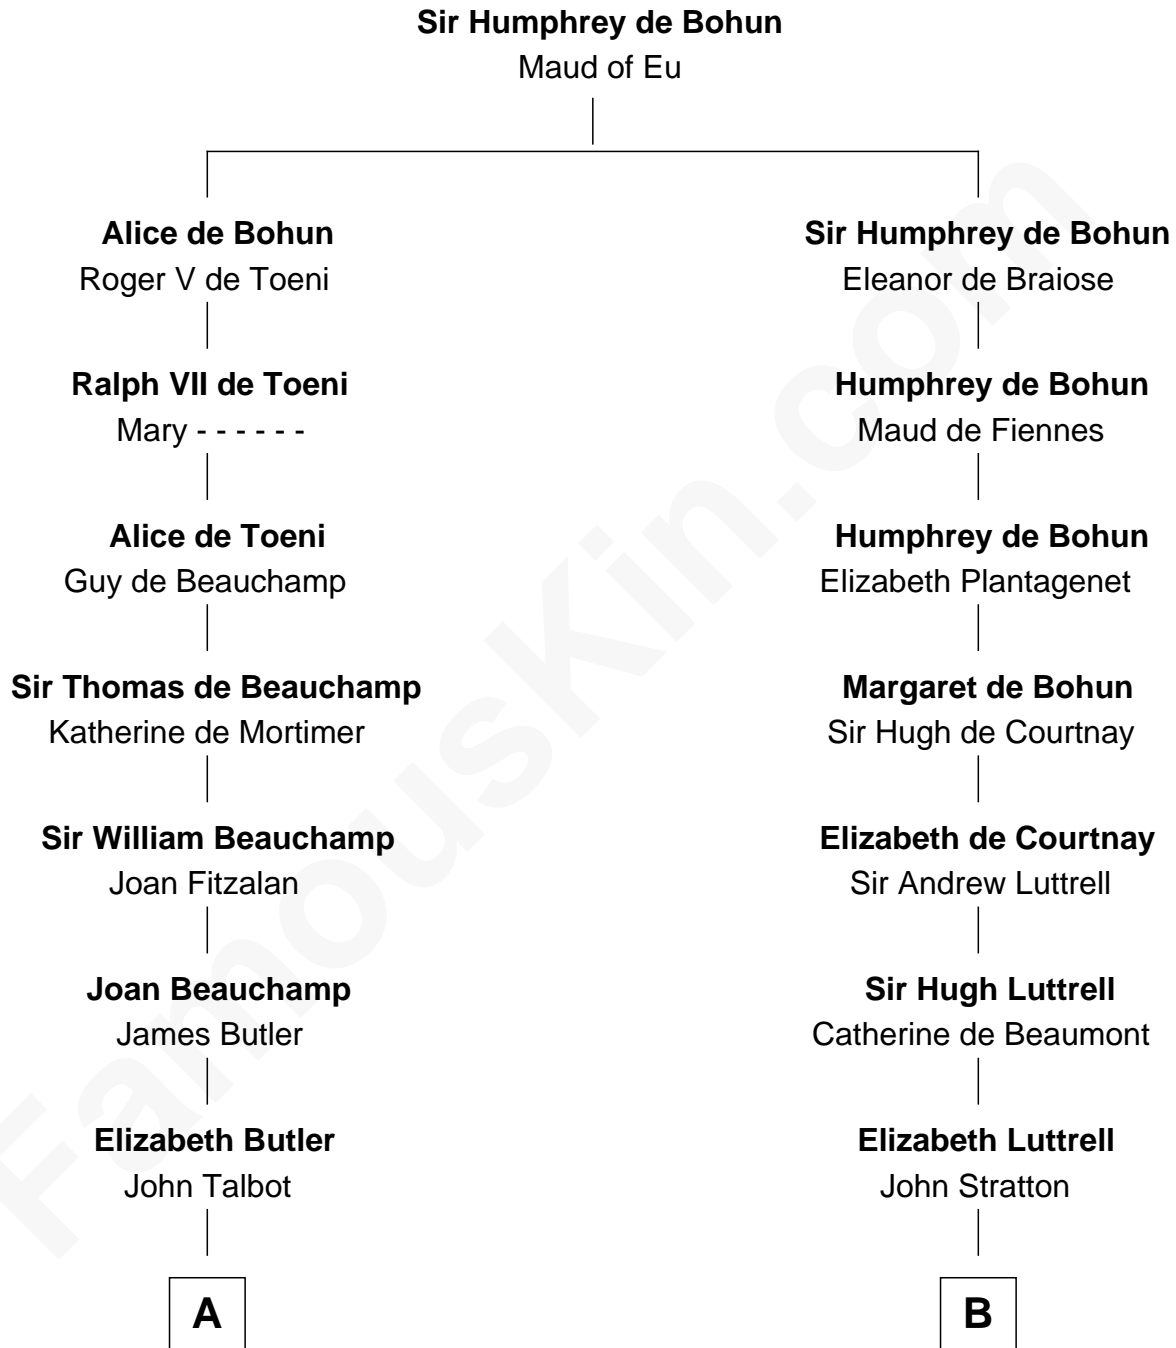 Sir Humphrey de Bohun
Maud of Eu
Alice de Bohun
Roger V de Toeni
Sir Humphrey de Bohun
Eleanor de Braiose
Ralph VII de Toeni
Mary - - - - - -
Humphrey de Bohun
Maud de Fiennes
Alice de Toeni
Guy de Beauchamp
Humphrey de Bohun
Elizabeth Plantagenet
Sir Thomas de Beauchamp
Katherine de Mortimer
Margaret de Bohun
Sir Hugh de Courtnay
Sir William Beauchamp
Joan Fitzalan
Elizabeth de Courtnay
Sir Andrew Luttrell
Joan Beauchamp
James Butler
Sir Hugh Luttrell
Catherine de Beaumont
Elizabeth Butler
John Talbot
Elizabeth Luttrell
John Stratton
A
B
FamousKin.com